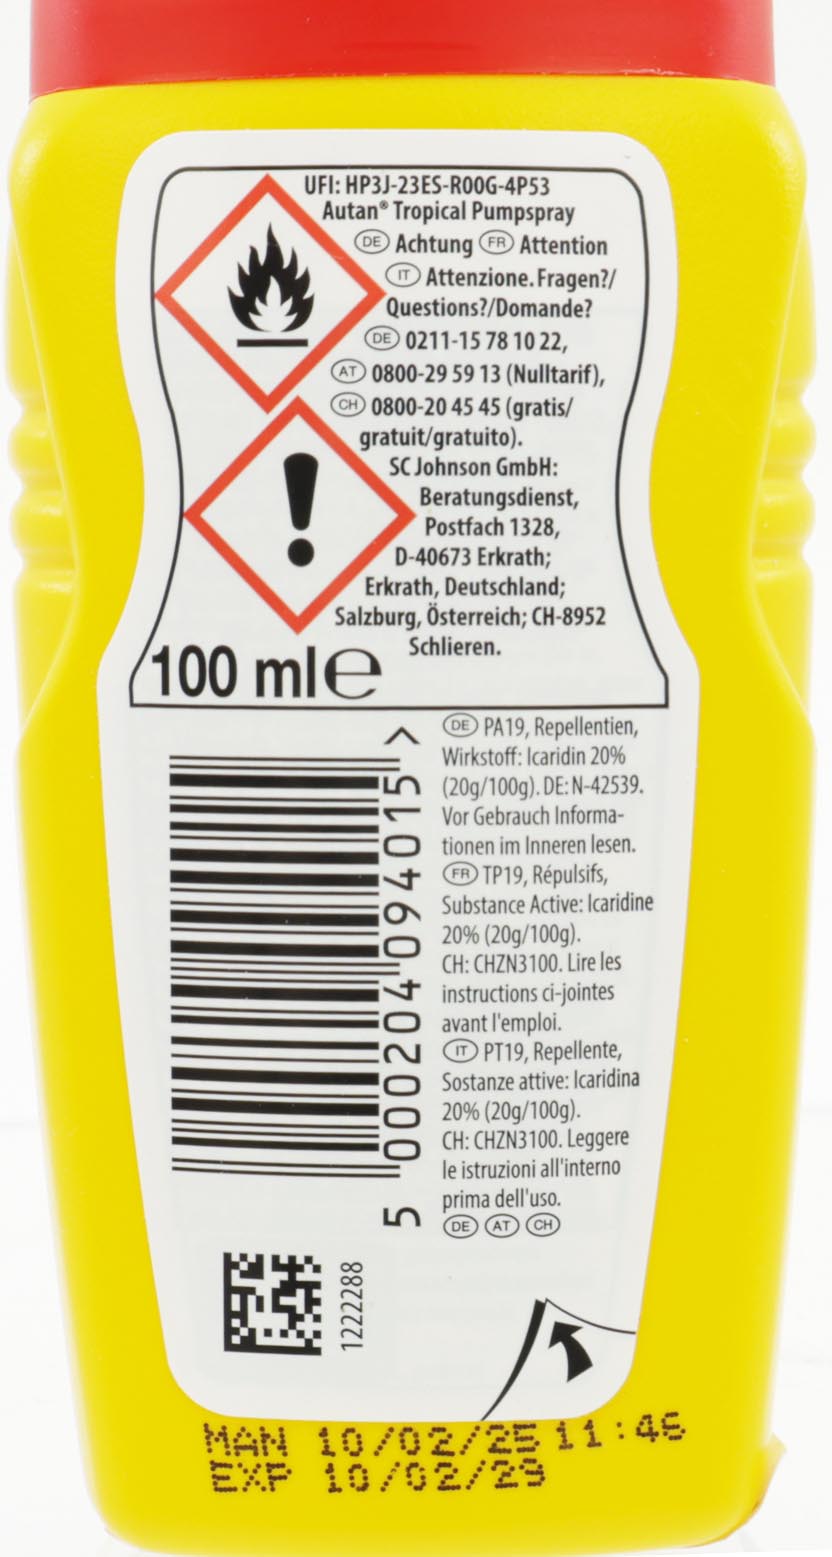 UFI: HP3J-23ES-R00G-4P53
Autan® Tropical Pumpspray
DE Achtung FR Attention
IT Attenzione. Fragen?/
Questions?/Domande?
DE 0211-15 78 10 22,
AT 0800-29 59 13 (Nulltarif),
CH 0800-20 45 45 (gratis/
gratuit/gratuito).
SC Johnson GmbH:
Beratungsdienst,
Postfach 1328,
D-40673 Erkrath;
Erkrath, Deutschland;
Salzburg, Österreich; CH-8952
Schlieren.
100 ml e
DE PA19, Repellentien,
Wirkstoff: Icaridin 20%
(20g/100g). DE: N-42539.
Vor Gebrauch Informa-
tionen im Inneren lesen.
FR TP19, Répulsifs,
Substance Active: Icaridine
20% (20g/100g).
CH: CHZN3100. Lire les
instructions ci-jointes
avant l'emploi.
IT PT19, Repellente,
Sostanze attive: Icaridina
20% (20g/100g).
CH: CHZN3100. Leggere
le istruzioni all'interno
prima dell'uso.
DE AT CH
5 000204 094015 >
1222288
MAN 10/02/25 11:46
EXP 10/02/29